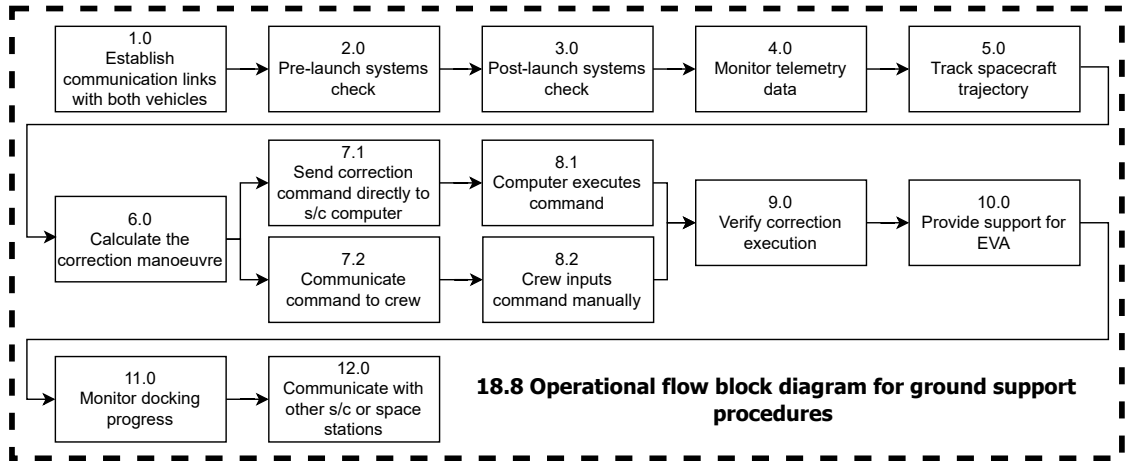 1.0
Establish
communication links
with both vehicles
2.0
Pre-launch systems
check
3.0
Post-launch systems
check
4.0
Monitor telemetry
data
5.0
Track spacecraft
trajectory
6.0
Calculate the
correction manoeuvre
7.1
Send correction
command directly to
s/c computer
8.1
Computer executes
command
7.2
Communicate
command to crew
8.2
Crew inputs
command manually
9.0
Verify correction
execution
10.0
Provide support for
EVA
11.0
Monitor docking
progress
12.0
Communicate with
other s/c or space
stations
18.8 Operational flow block diagram for ground support
procedures